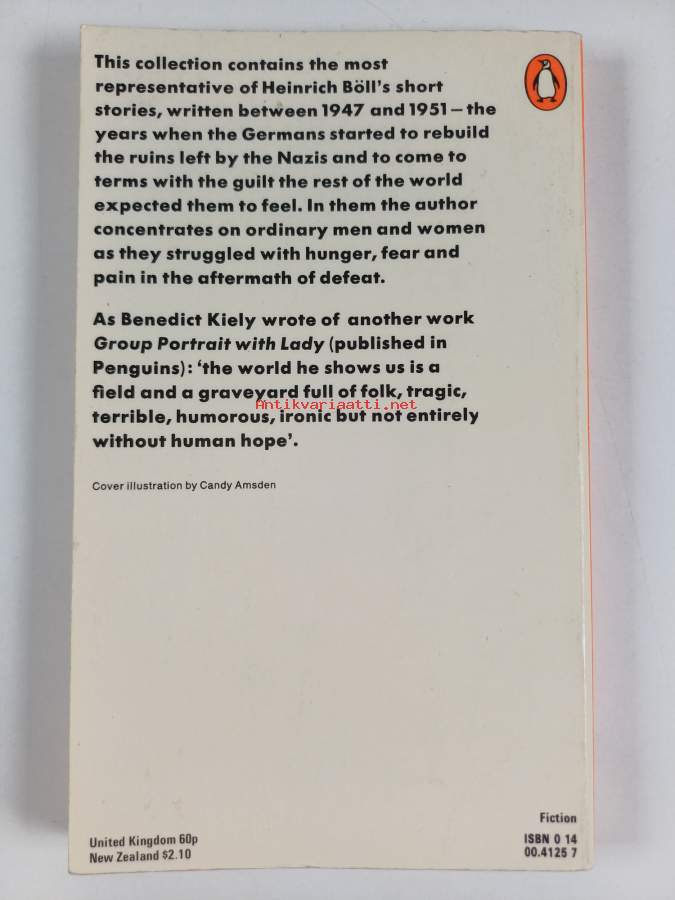 This collection contains the most
representative of Heinrich Böll's short
stories, written between 1947 and 1951 – the
years when the Germans started to rebuild
the ruins left by the Nazis and to come to
terms with the guilt the rest of the world
expected them to feel. In them the author
concentrates on ordinary men and women
as they struggled with hunger, fear and
pain in the aftermath of defeat.
As Benedict Kiely wrote of another work
Group Portrait with Lady (published in
Penguins): 'the world he shows us is a
field and a graveyard full of folk, tragic,
Antikvariaatti.net
terrible, humorous, ironic but not entirely
without human hope'.
Cover illustration by Candy Amsden
Fiction
United Kingdom 60p
New Zealand $2.10
ISBN 0 14
00.4125 7